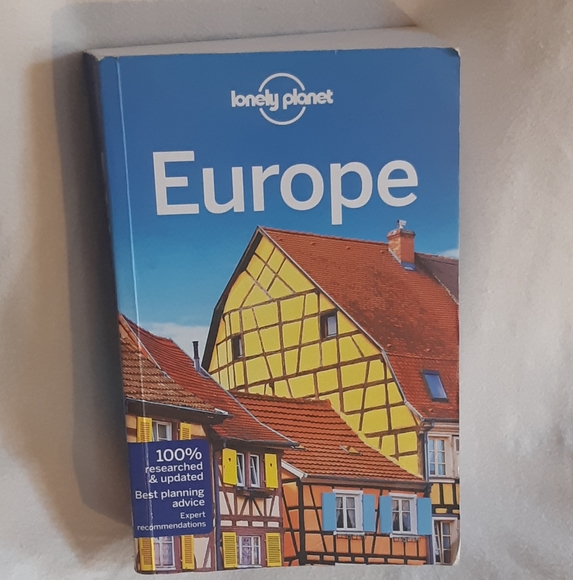 lonely planet
Europe
100%
researched
& updated
Best planning
advice
Expert
recommendations